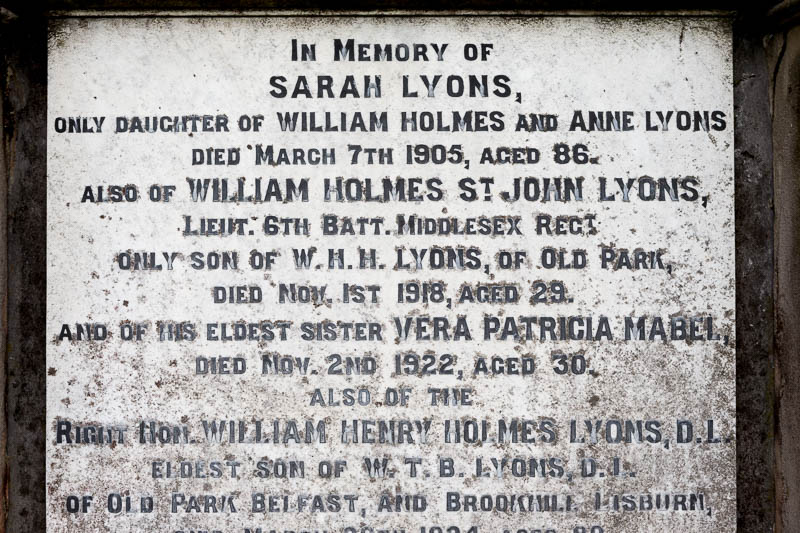 IN MEMORY OF
SARAH LYONS,
ONLY DAUGHTER OF WILLIAM HOLMES AND ANNE LYONS
DIED MARCH 7TH 1905, AGED 86.
ALSO OF WILLIAM HOLMES ST. JOHN LYONS,
LIEUT. 6TH BATT. MIDDLESEX REGT.
ONLY SON OF W.H.H. LYONS, OF OLD PARK,
DIED NOV. 1ST 1918, AGED 29.
AND OF HIS ELDEST SISTER VERA PATRICIA MABEL,
DIED NOV. 2ND 1922, AGED 30.
ALSO OF THE
RIGHT HON. WILLIAM HENRY HOLMES LYONS, D.L.
ELDEST SON OF W. T. B. LYONS, D.L.
OF OLD PARK BELFAST, AND BROOKHILL LISBURN,
DIED MARCH 1924, AGED